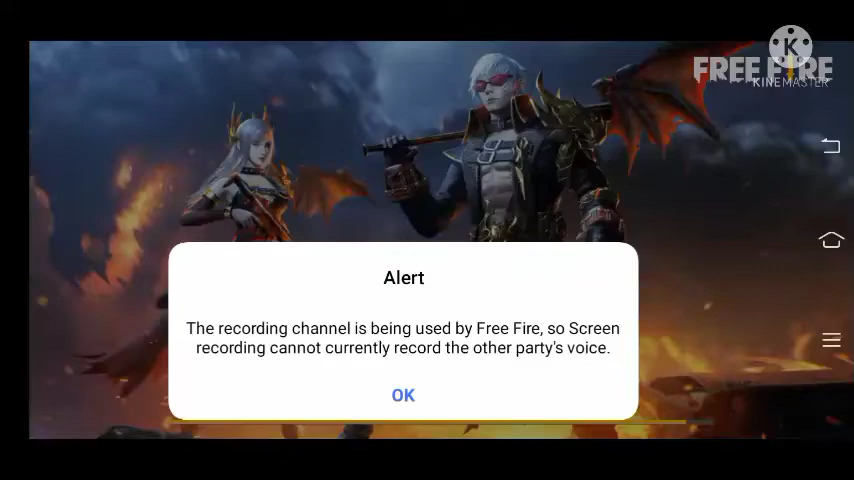 FREE FIRE
K
KINEMASTER
Alert
The recording channel is being used by Free Fire, so Screen
recording cannot currently record the other party's voice.
OK